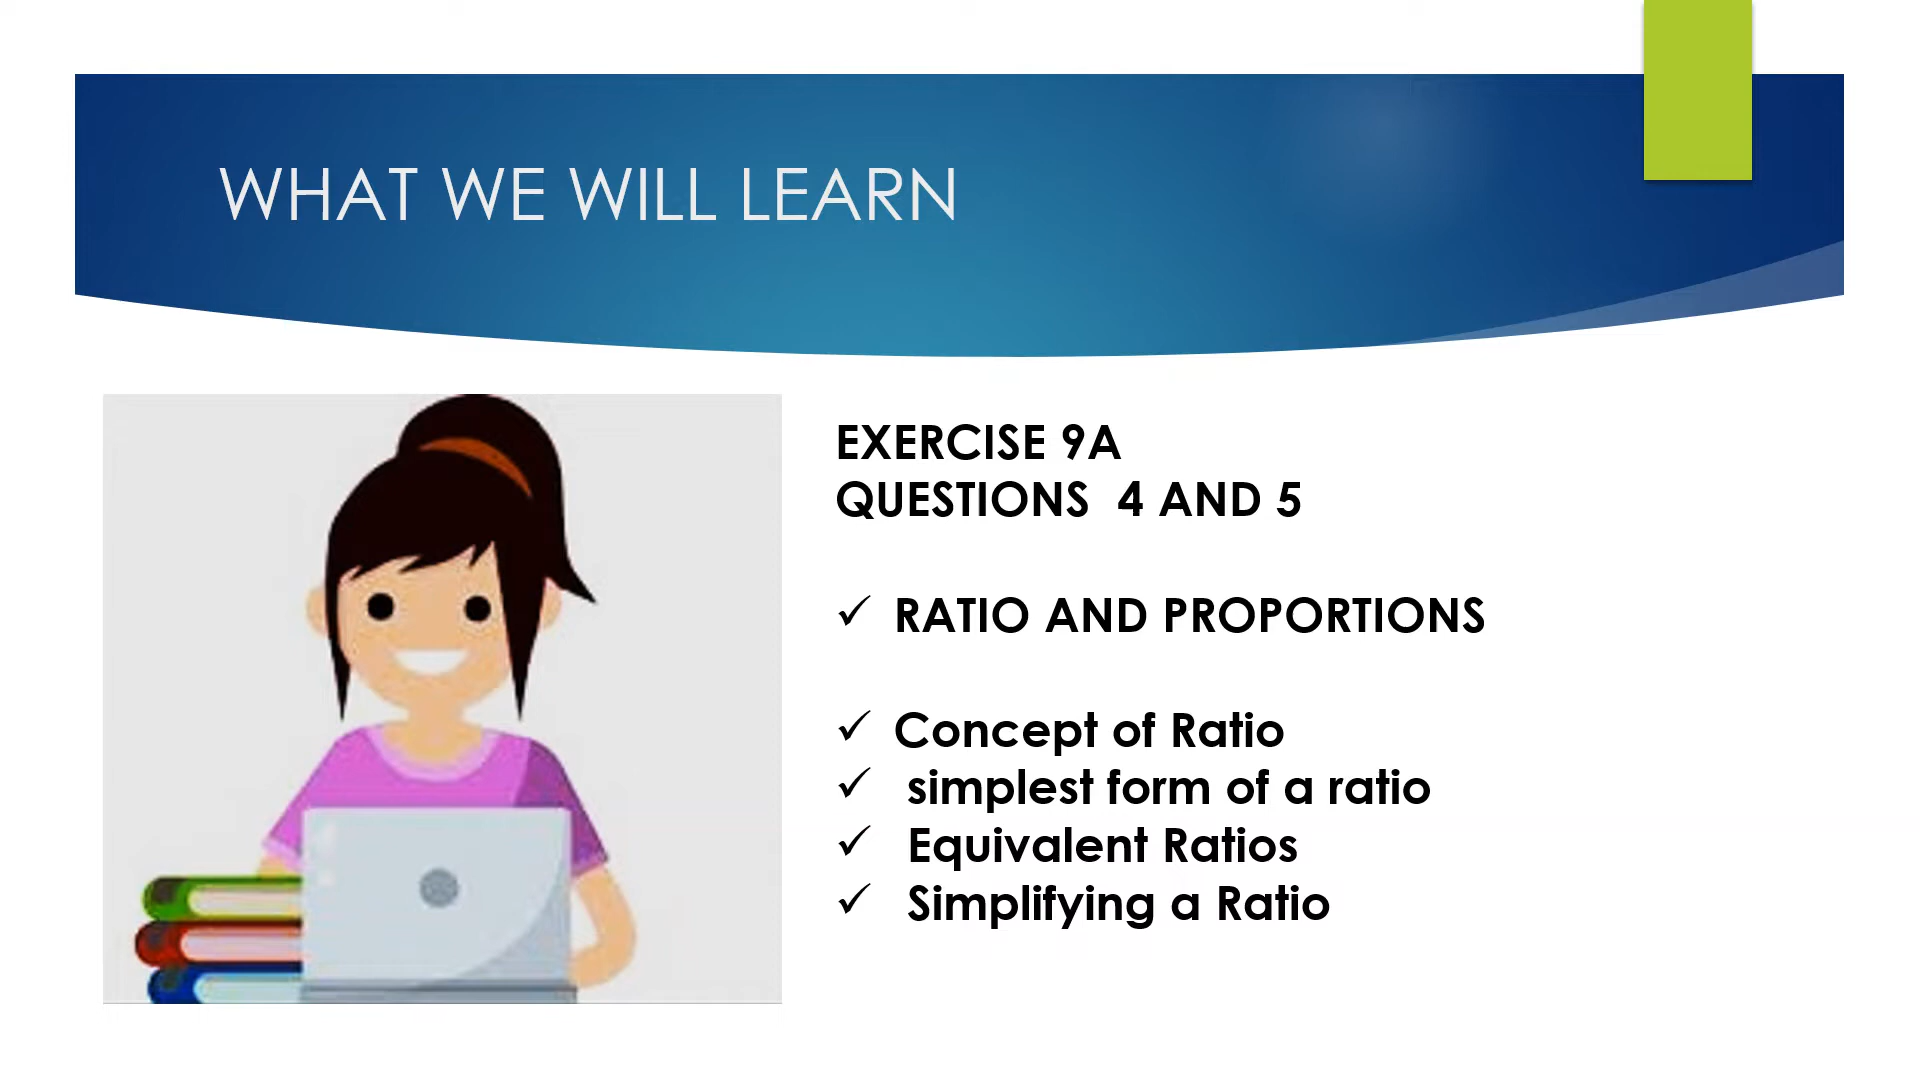 WHAT WE WILL LEARN
EXERCISE 9A
QUESTIONS 4 AND 5
✓ RATIO AND PROPORTIONS
✓ Concept of Ratio
✓ simplest form of a ratio
✓ Equivalent Ratios
✓ Simplifying a Ratio